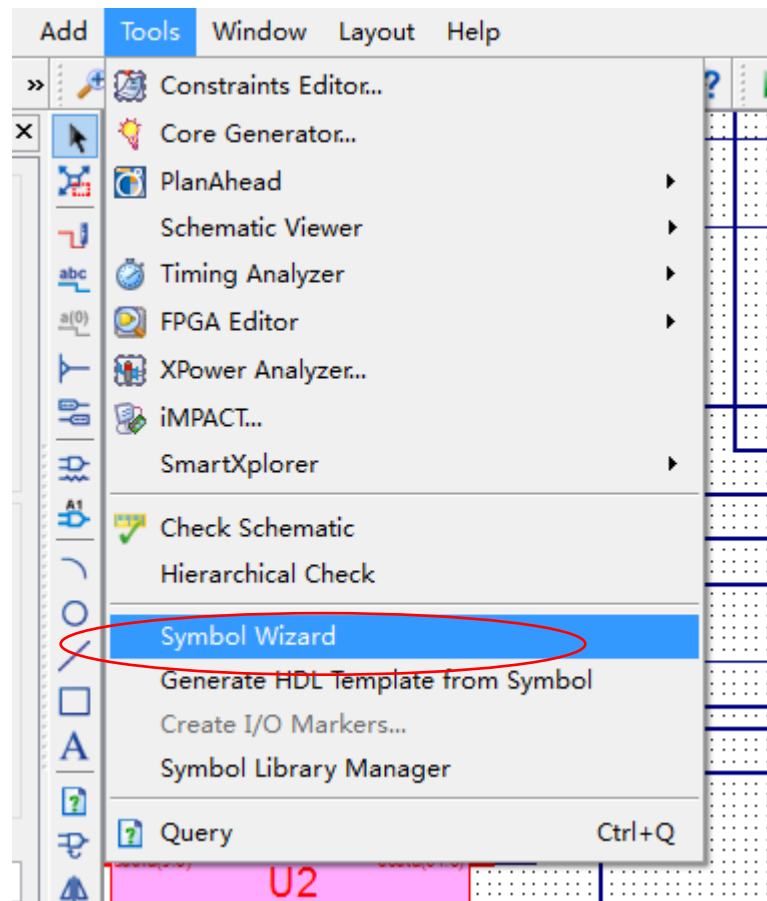 Add Tools Window Layout Help
»
?
Constraints Editor...
Core Generator...
PlanAhead
Schematic Viewer
abc
Timing Analyzer
a(0)
FPGA Editor
XPower Analyzer...
iMPACT...
SmartXplorer
A1
Check Schematic
Hierarchical Check
Symbol Wizard
Generate HDL Template from Symbol
Create I/O Markers...
A
Symbol Library Manager
?
? Query Ctrl+Q
U2